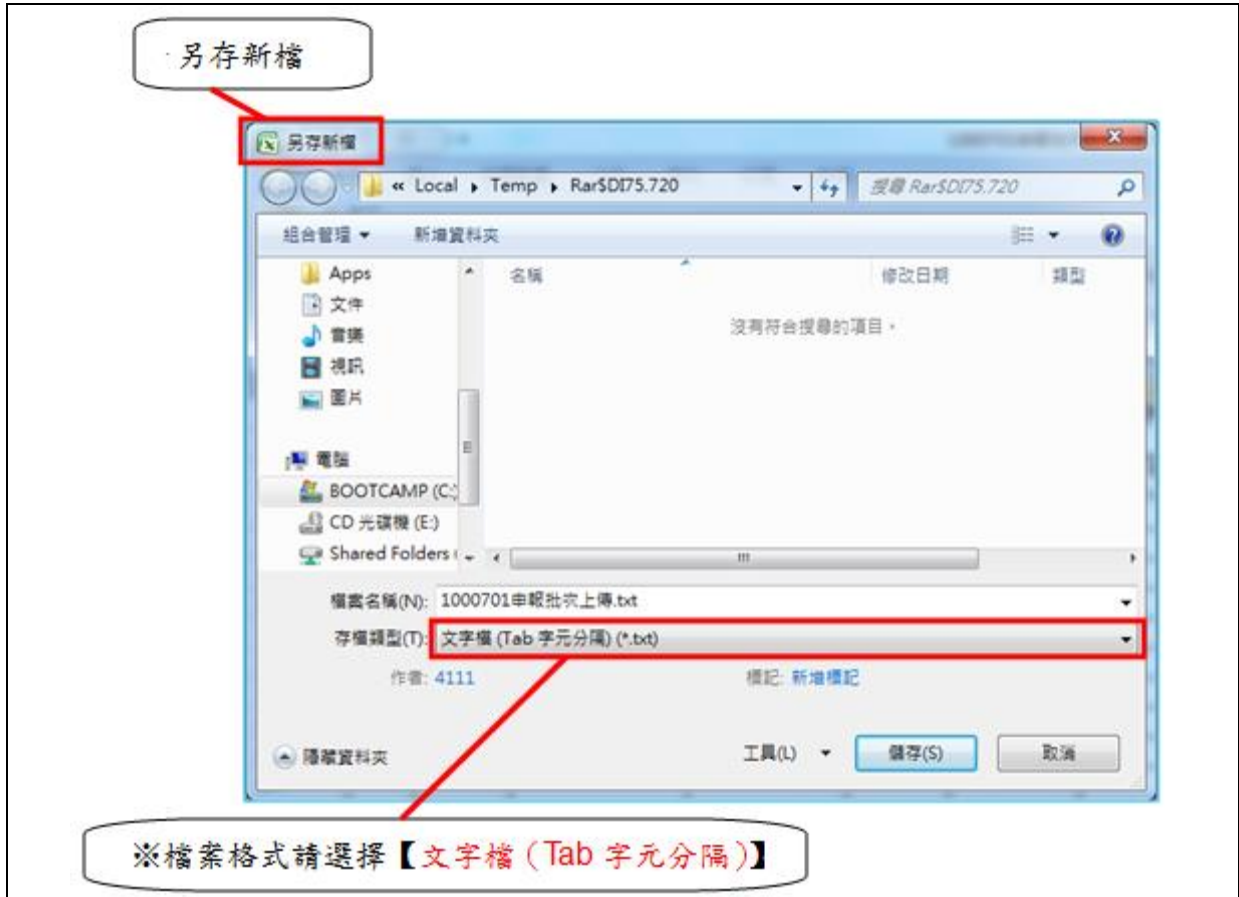 另存新檔
另存新檔
« Local ▸ Temp ▸ Rar$DI75.720
搜尋 Rar$DI75.720
組合管理 ▾ 新增資料夾
Apps
文件
音樂
視訊
圖片
電腦
BOOTCAMP (C:)
CD 光碟機 (E:)
Shared Folders
名稱 修改日期 類型
沒有符合搜尋的項目。
檔案名稱(N): 1000701申報批次上傳.txt
存檔類型(T): 文字檔 (Tab 字元分隔) (*.txt)
作者: 4111 標記: 新增標記
隱藏資料夾 工具(L) 儲存(S) 取消
※檔案格式請選擇【文字檔（Tab 字元分隔）】